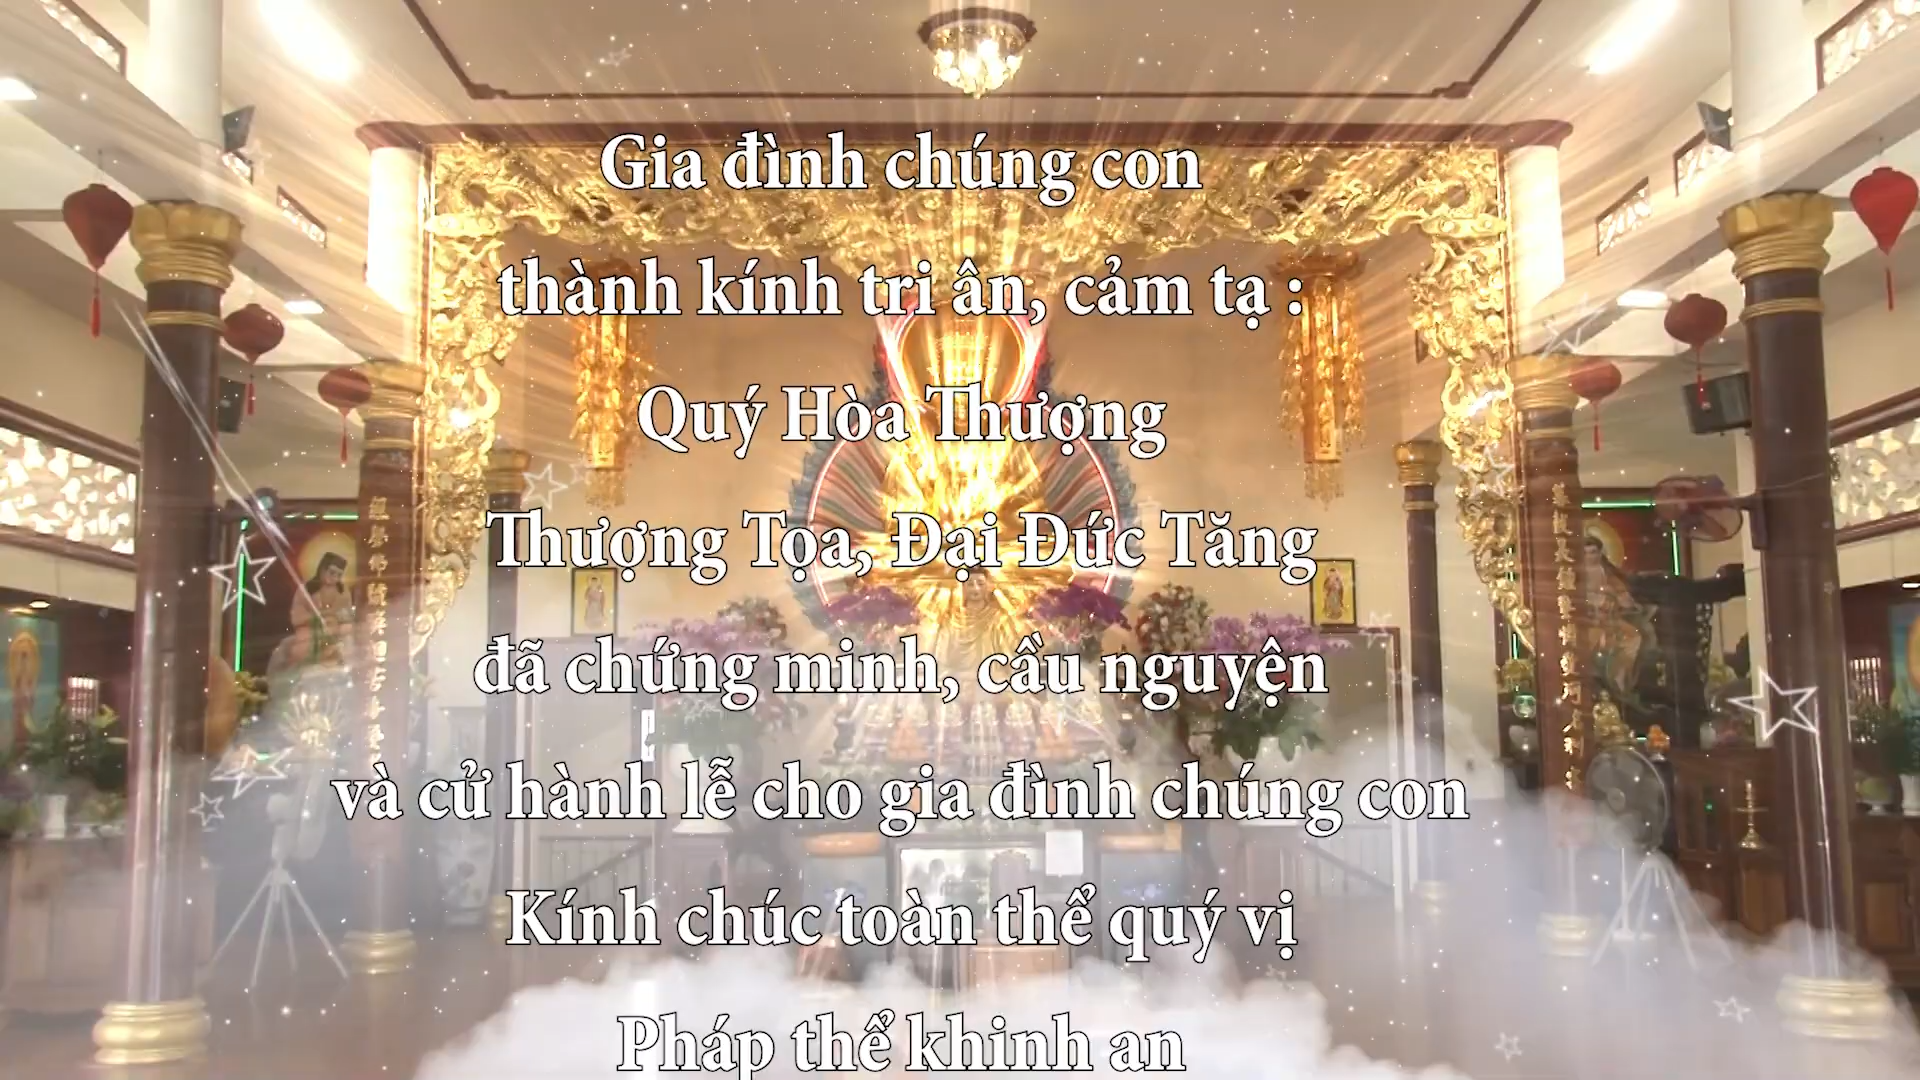 Gia đình chúng con
thành kính tri ân, cảm tạ :
Quý Hòa Thượng
Thượng Tọa, Đại Đức Tăng
đã chứng minh, cầu nguyện
và cử hành lễ cho gia đình chúng con
Kính chúc toàn thể quý vị
Pháp thể khinh an